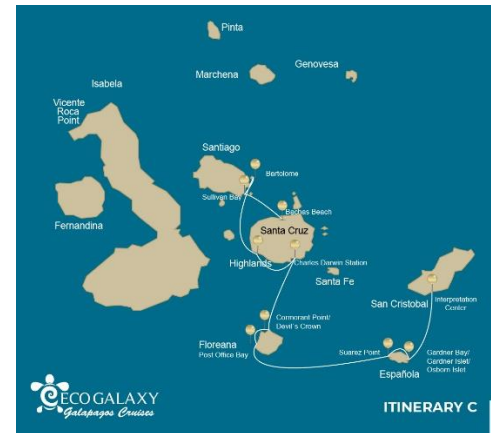 Pinta
Genovesa
Marchena
Isabela
Vicente
Roca
Point
Santiago
Bartolome
Sullivan Bay
Baches Beach
Fernandina
Santa Cruz
Highlands
Charles Darwin Station
Santa Fe
San Cristobal
Interpretation
Center
Cormorant Point/
Devil´s Crown
Floreana
Post Office Bay
Suarez Point
Gardner Bay/
Gardner Islet/
Osborn Islet
Española
ECOGALAXY
Galapagos Cruises
ITINERARY C